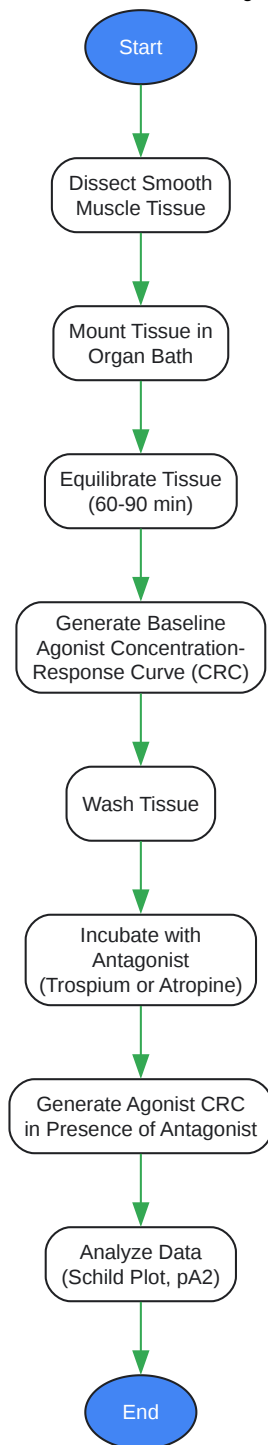 Start
Dissect Smooth
Muscle Tissue
Mount Tissue in
Organ Bath
Equilibrate Tissue
(60-90 min)
Generate Baseline
Agonist Concentration-
Response Curve (CRC)
Wash Tissue
Incubate with
Antagonist
(Trospium or Atropine)
Generate Agonist CRC
in Presence of Antagonist
Analyze Data
(Schild Plot, pA2)
End